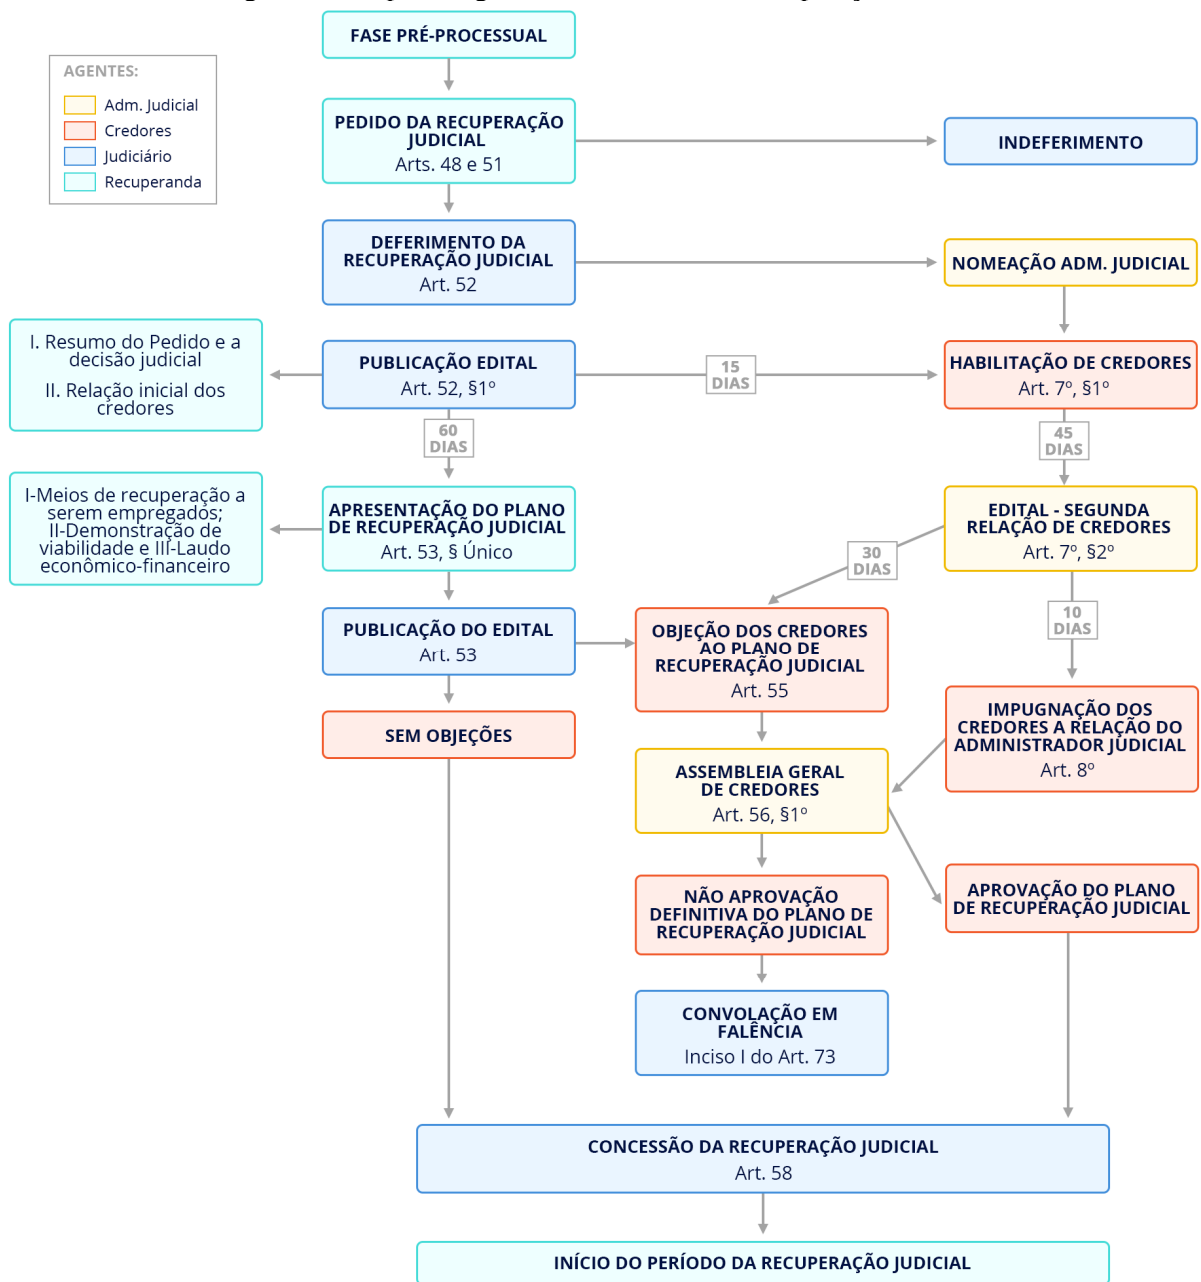 FASE PRÉ-PROCESSUAL
AGENTES:
Adm. Judicial
Credores
Judiciário
Recuperanda
PEDIDO DA RECUPERAÇÃO
JUDICIAL
Arts. 48 e 51
INDEFERIMENTO
DEFERIMENTO DA
RECUPERAÇÃO JUDICIAL
Art. 52
NOMEAÇÃO ADM. JUDICIAL
I. Resumo do Pedido e a
decisão judicial
II. Relação inicial dos
credores
PUBLICAÇÃO EDITAL
Art. 52, §1º
15
DIAS
HABILITAÇÃO DE CREDORES
Art. 7º, §1º
60
DIAS
45
DIAS
I-Meios de recuperação a
serem empregados;
II-Demonstração de
viabilidade e III-Laudo
econômico-financeiro
APRESENTAÇÃO DO PLANO
DE RECUPERAÇÃO JUDICIAL
Art. 53, § Único
EDITAL - SEGUNDA
RELAÇÃO DE CREDORES
Art. 7º, §2º
30
DIAS
10
DIAS
PUBLICAÇÃO DO EDITAL
Art. 53
OBJEÇÃO DOS CREDORES
AO PLANO DE
RECUPERAÇÃO JUDICIAL
Art. 55
SEM OBJEÇÕES
IMPUGNAÇÃO DOS
CREDORES A RELAÇÃO DO
ADMINISTRADOR JUDICIAL
Art. 8º
ASSEMBLEIA GERAL
DE CREDORES
Art. 56, §1º
NÃO APROVAÇÃO
DEFINITIVA DO PLANO DE
RECUPERAÇÃO JUDICIAL
APROVAÇÃO DO PLANO
DE RECUPERAÇÃO JUDICIAL
CONVOLAÇÃO EM
FALÊNCIA
Inciso I do Art. 73
CONCESSÃO DA RECUPERAÇÃO JUDICIAL
Art. 58
INÍCIO DO PERÍODO DA RECUPERAÇÃO JUDICIAL